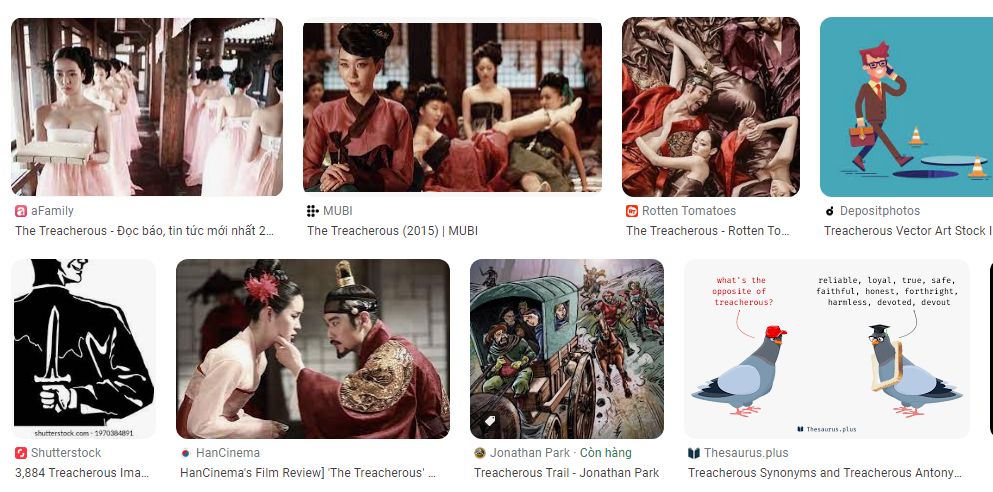 aFamily
The Treacherous - Đọc báo, tin tức mới nhất 2...
MUBI
The Treacherous (2015) | MUBI
Rotten Tomatoes
The Treacherous - Rotten To...
Depositphotos
Treacherous Vector Art Stock I
shutterstock.com · 1970384891
Shutterstock
3,884 Treacherous Ima...
HanCinema
HanCinema's Film Review] 'The Treacherous' ...
Jonathan Park · Còn hàng
Treacherous Trail - Jonathan Park
what's the
opposite of
treacherous?
reliable, loyal, true, safe,
faithful, honest, forthright,
harmless, devoted, devout
Thesaurus.plus
Thesaurus.plus
Treacherous Synonyms and Treacherous Antony...